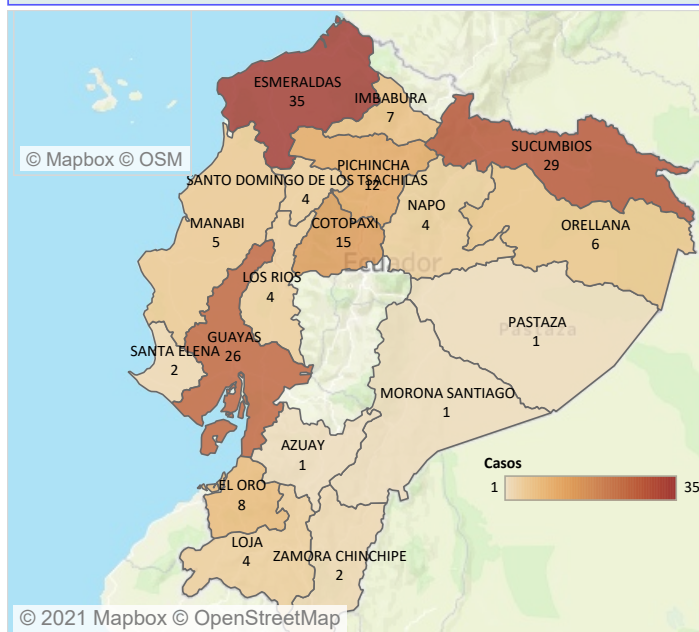 ESMERALDAS
35
IMBABURA
7
© Mapbox © OSM
SUCUMBIOS
29
PICHINCHA
12
SANTO DOMINGO DE LOS TSACHILAS
4
MANABI
5
COTOPAXI
15
NAPO
4
ORELLANA
6
Ecuador
LOS RIOS
4
GUAYAS
26
SANTA ELENA
2
PASTAZA
1
Pastaza
MORONA SANTIAGO
1
AZUAY
1
Casos
1 35
EL ORO
8
LOJA
4
ZAMORA CHINCHIPE
2
© 2021 Mapbox © OpenStreetMap